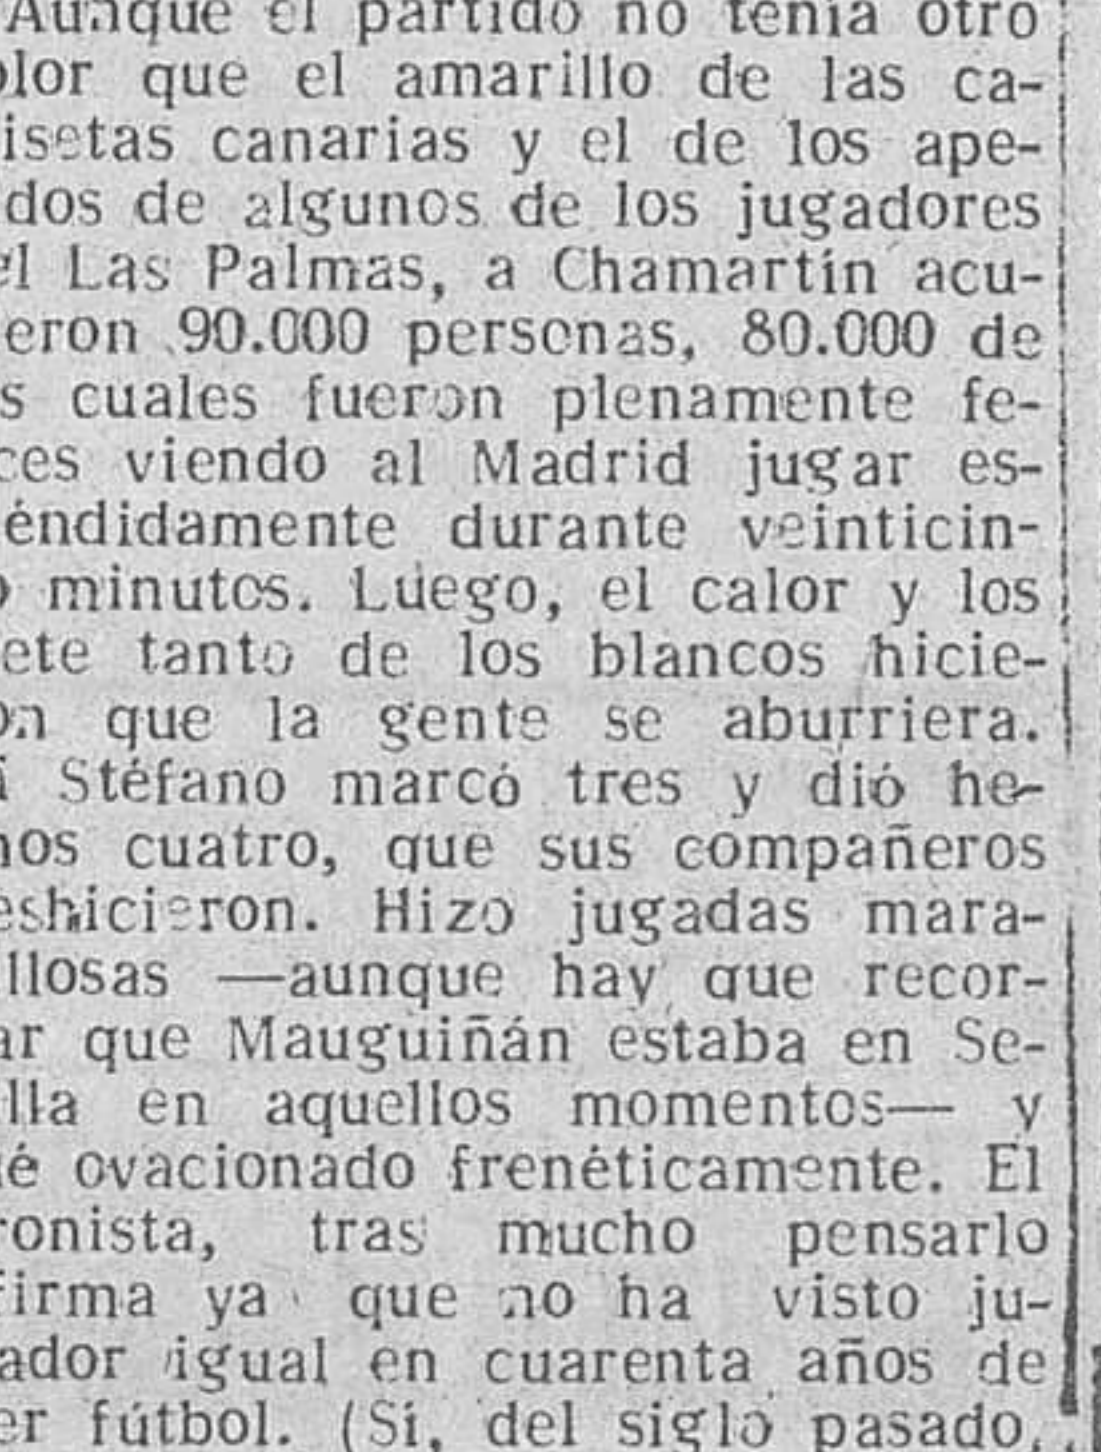 Aunque el partido no tenía otro
olor que el amarillo de las ca-
isetas canarias y el de los ape-
dos de algunos de los jugadores
el Las Palmas, a Chamartín acu-
eron 90.000 personas, 80.000 de
s cuales fueron plenamente fe-
ces viendo al Madrid jugar es-
éndidamente durante veinticin-
o minutos. Luego, el calor y los
ete tanto de los blancos hicie-
on que la gente se aburriera.
i Stéfano marcó tres y dió he-
hos cuatro, que sus compañeros
eshicieron. Hizo jugadas mara-
llosas —aunque hay que recor-
ar que Mauguiñán estaba en Se-
lla en aquellos momentos— y
ué ovacionado frenéticamente. El
ronista, tras mucho pensarlo
firma ya que no ha visto ju-
ador igual en cuarenta años de
er fútbol. (Sí, del siglo pasado.